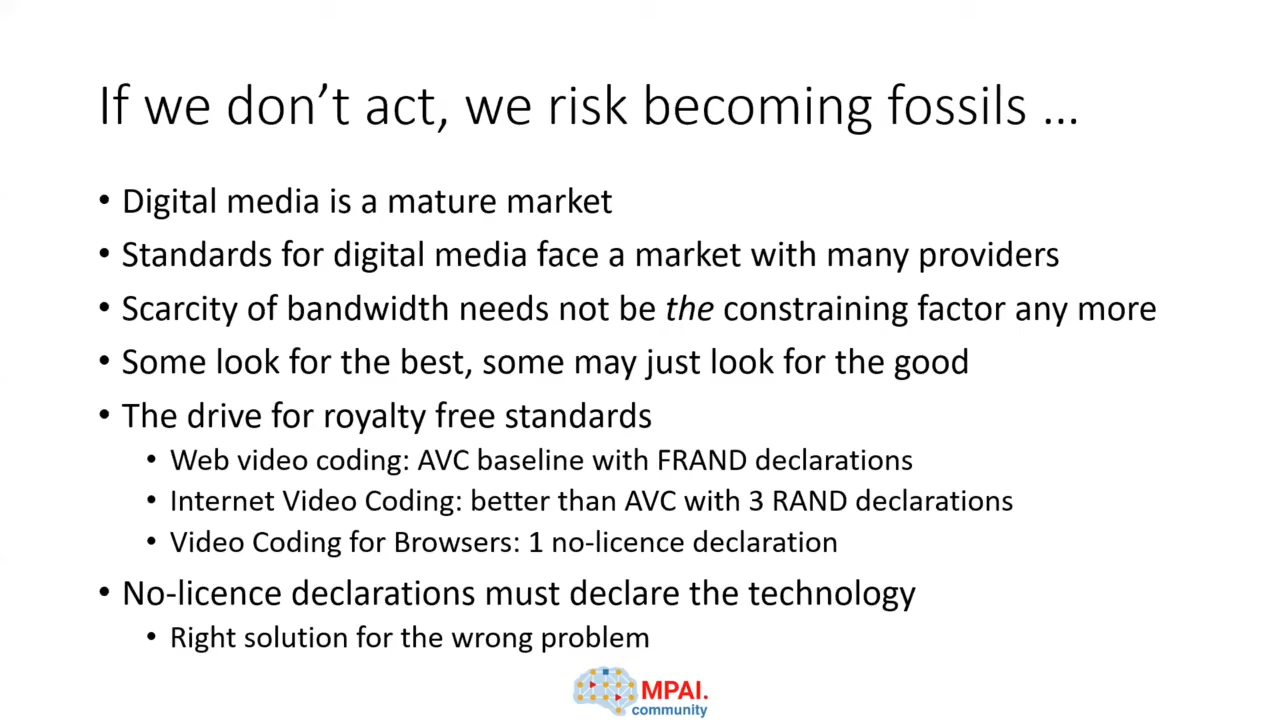 If we don’t act, we risk becoming fossils ...
• Digital media is a mature market
• Standards for digital media face a market with many providers
• Scarcity of bandwidth needs not be the constraining factor any more
• Some look for the best, some may just look for the good
• The drive for royalty free standards
• Web video coding: AVC baseline with FRAND declarations
• Internet Video Coding: better than AVC with 3 RAND declarations
• Video Coding for Browsers: 1 no-licence declaration
• No-licence declarations must declare the technology
• Right solution for the wrong problem
MPAI.
community